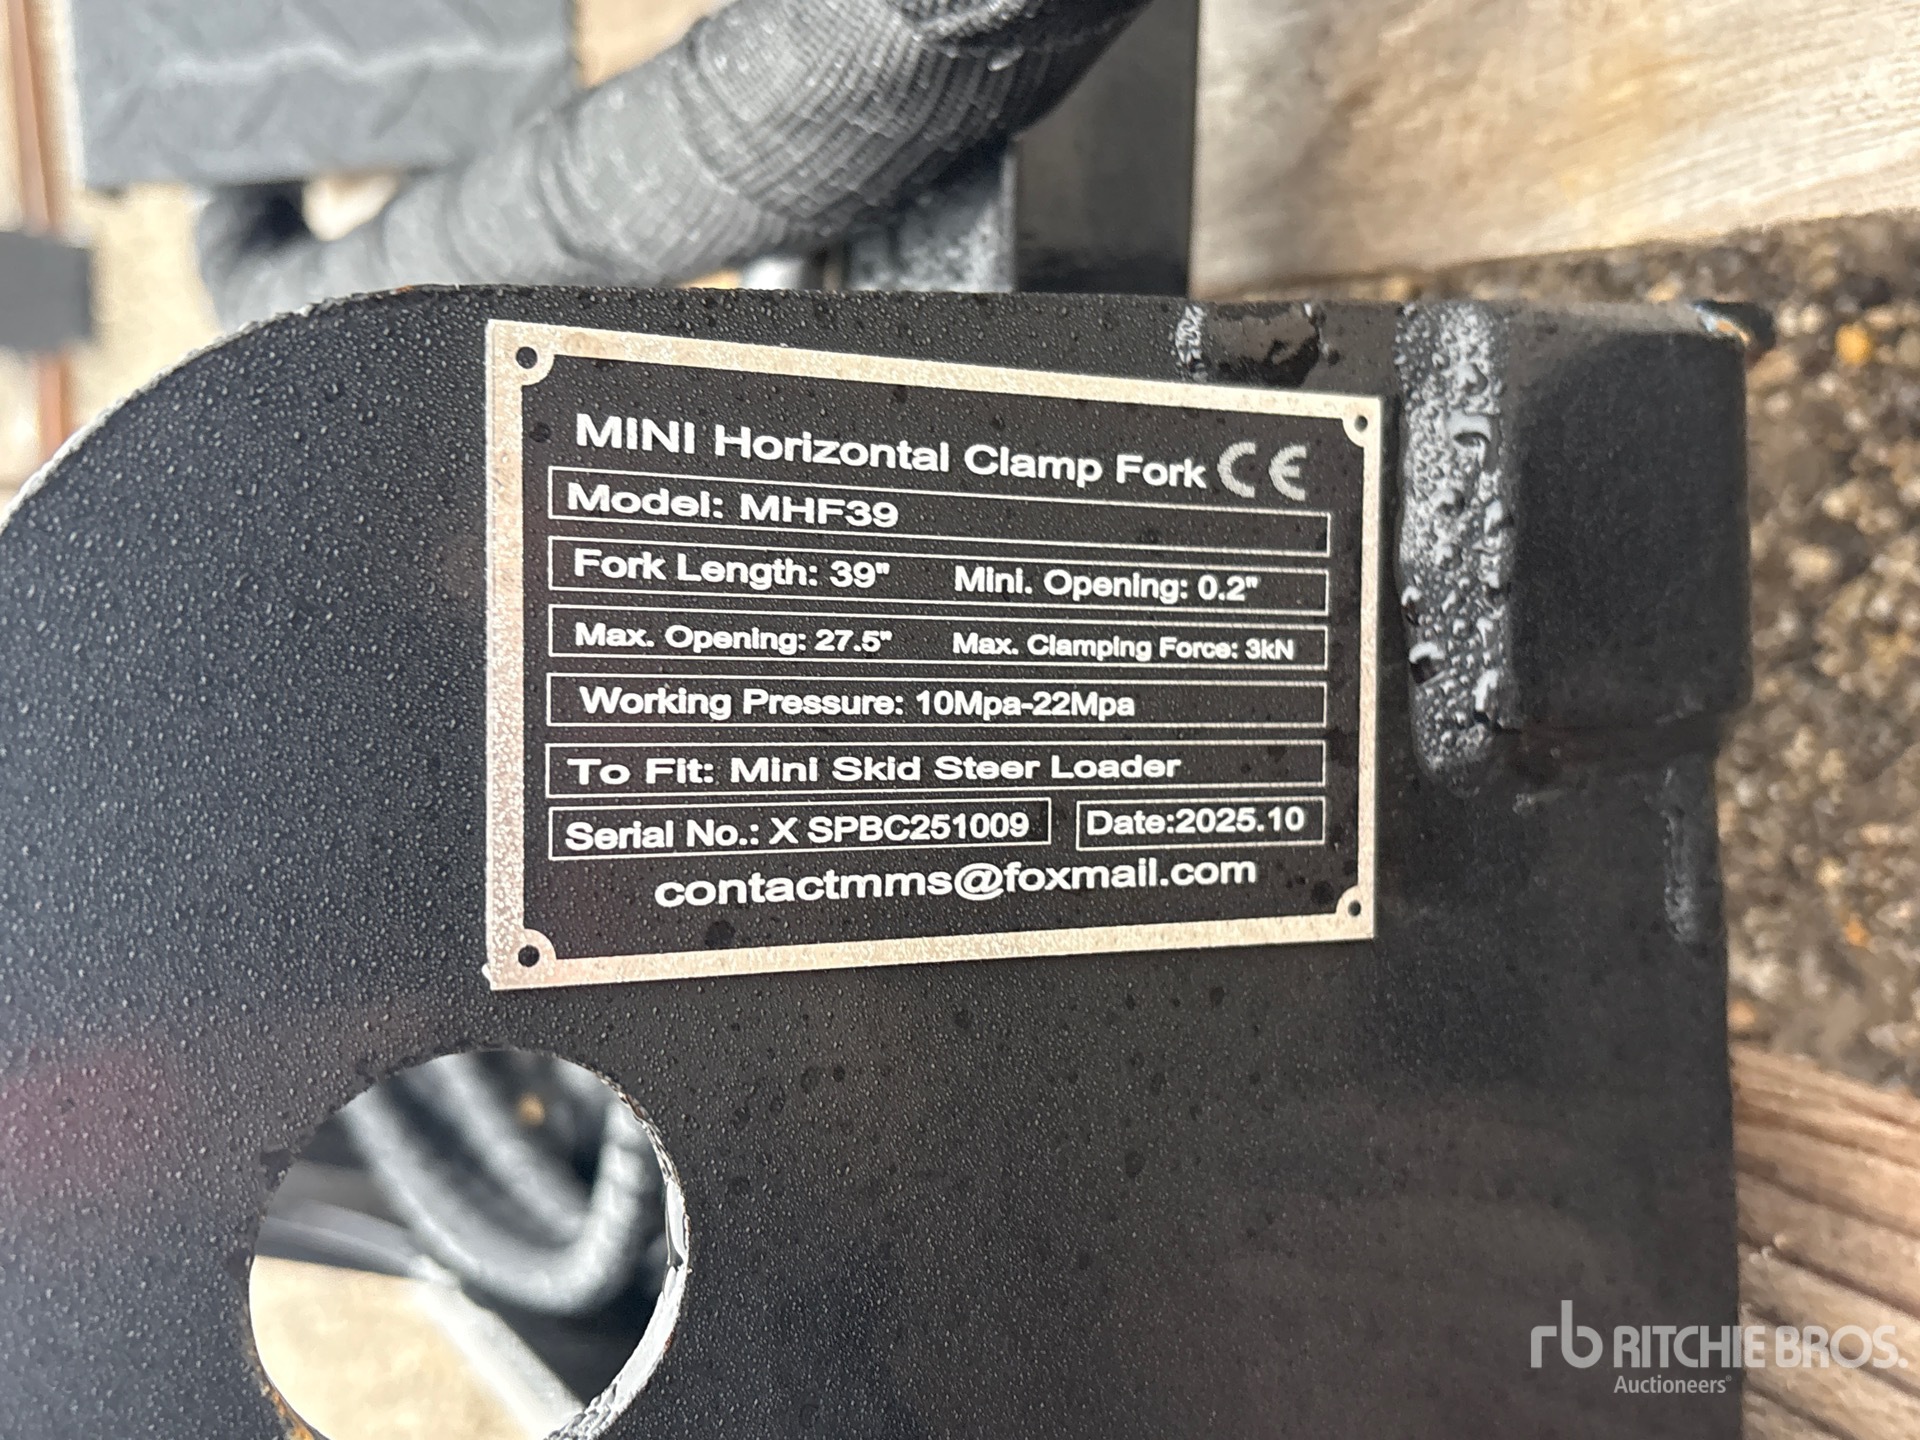 MINI Horizontal Clamp Fork CE
Model: MHF39
Fork Length: 39" Mini. Opening: 0.2"
Max. Opening: 27.5" Max. Clamping Force: 3kN
Working Pressure: 10Mpa-22Mpa
To Fit: Mini Skid Steer Loader
Serial No.: X SPBC251009 Date:2025.10
contactmms@foxmail.com
rb RITCHIE BROS.
Auctioneers®